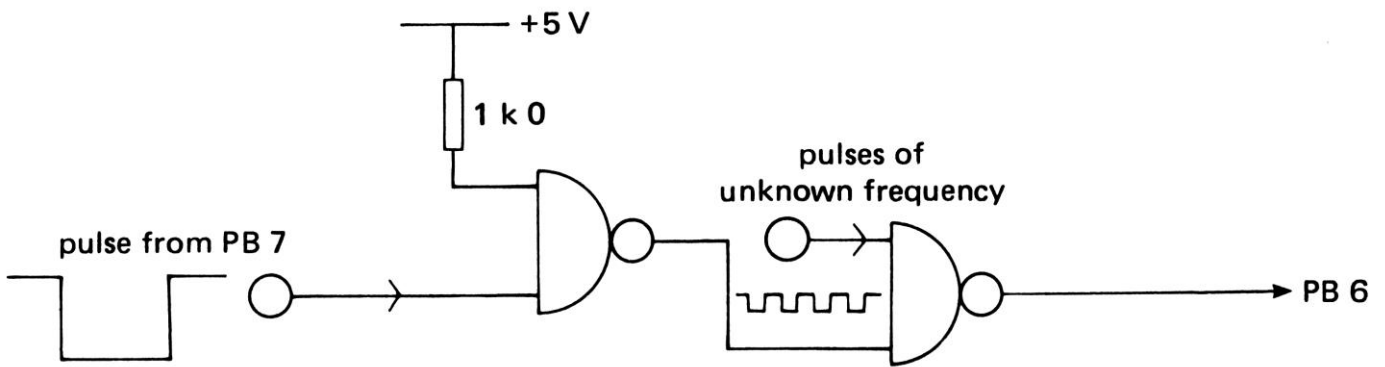 +5 V
1 k 0
pulses of
unknown frequency
pulse from PB 7
PB 6